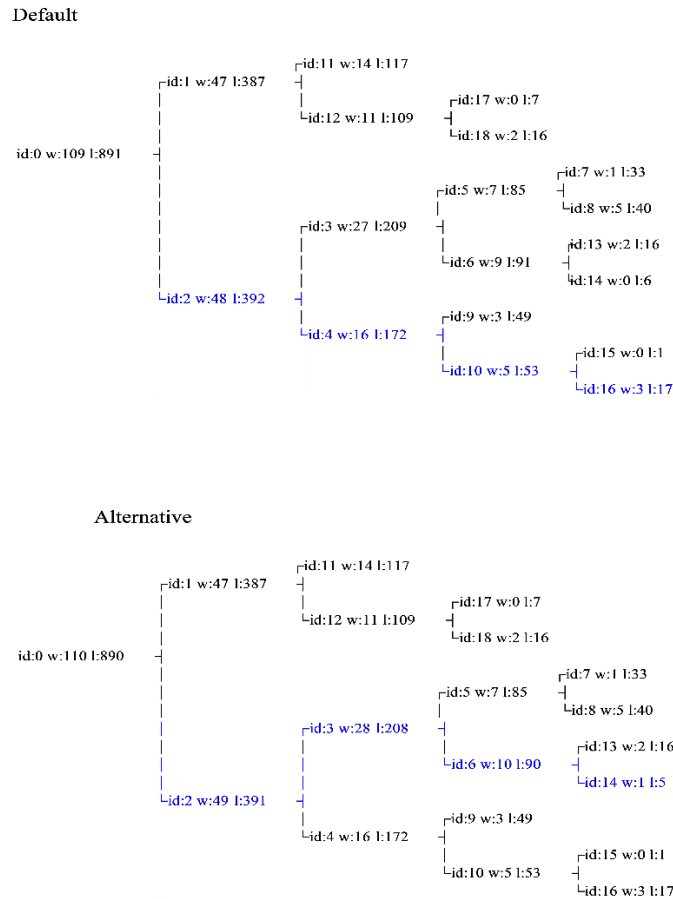 Default
id:11 w:14 l:117
id:1 w:47 l:387
id:17 w:0 l:7
id:12 w:11 l:109
id:18 w:2 l:16
id:0 w:109 l:891
id:7 w:1 l:33
id:5 w:7 l:85
id:8 w:5 l:40
id:3 w:27 l:209
id:13 w:2 l:16
id:6 w:9 l:91
id:14 w:0 l:6
id:2 w:48 l:392
id:9 w:3 l:49
id:4 w:16 l:172
id:15 w:0 l:1
id:10 w:5 l:53
id:16 w:3 l:17
Alternative
id:11 w:14 l:117
id:1 w:47 l:387
id:17 w:0 l:7
id:12 w:11 l:109
id:18 w:2 l:16
id:0 w:110 l:890
id:7 w:1 l:33
id:5 w:7 l:85
id:8 w:5 l:40
id:3 w:28 l:208
id:13 w:2 l:16
id:6 w:10 l:90
id:14 w:1 l:5
id:2 w:49 l:391
id:9 w:3 l:49
id:4 w:16 l:172
id:15 w:0 l:1
id:10 w:5 l:53
id:16 w:3 l:17